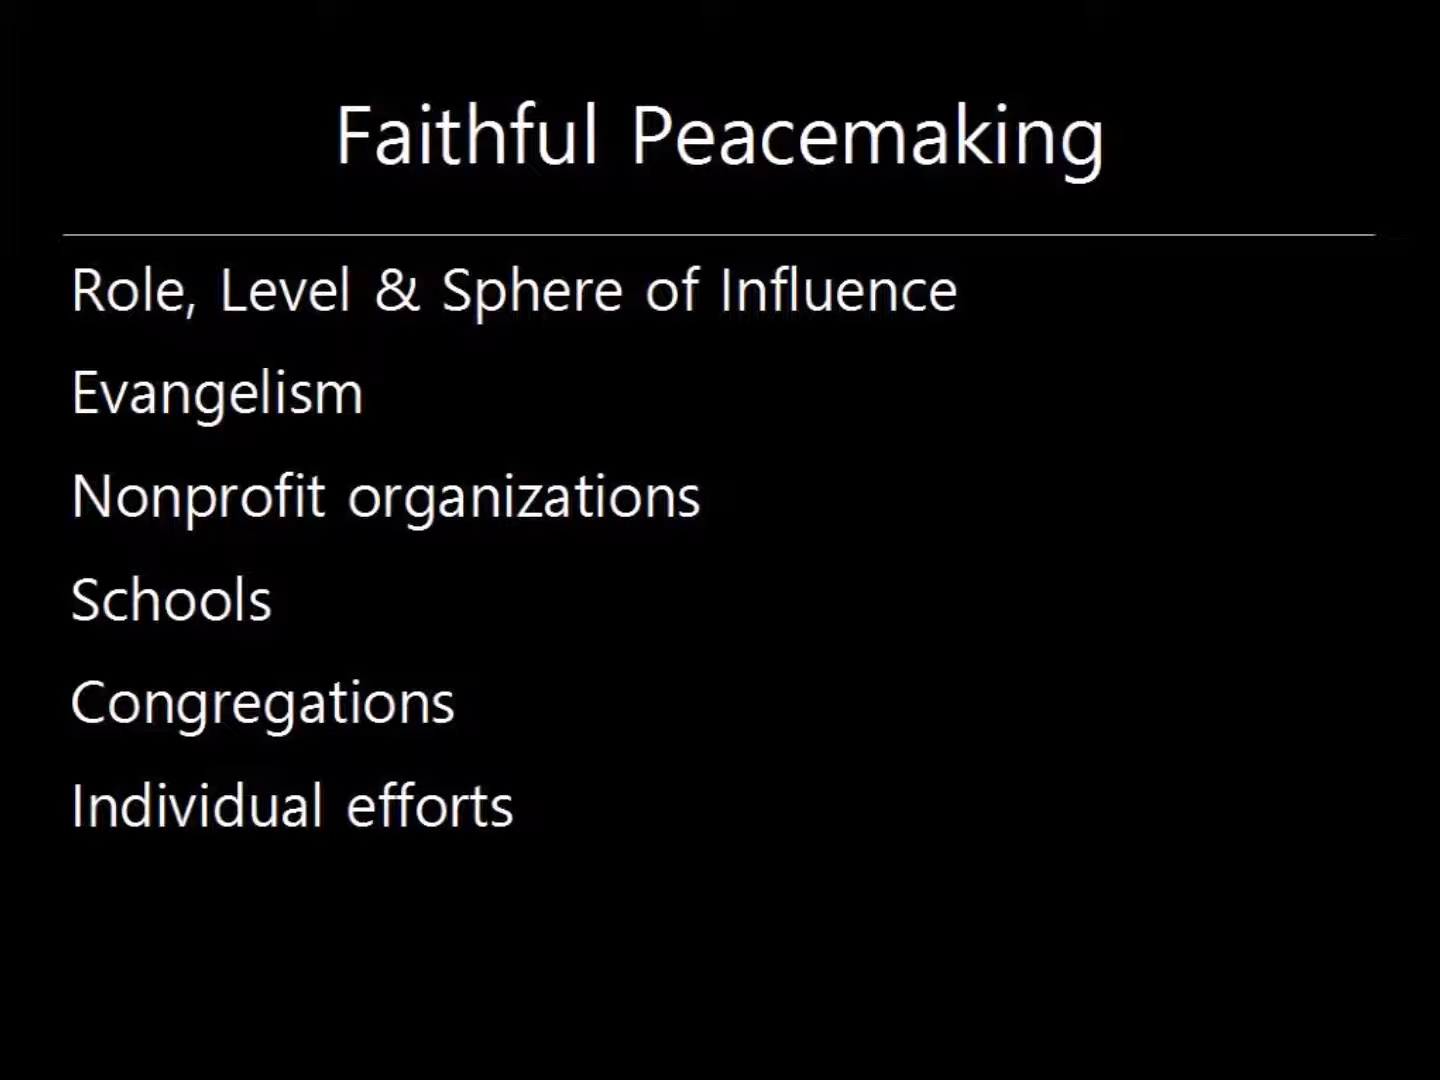 Faithful Peacemaking
Role, Level & Sphere of Influence
Evangelism
Nonprofit organizations
Schools
Congregations
Individual efforts